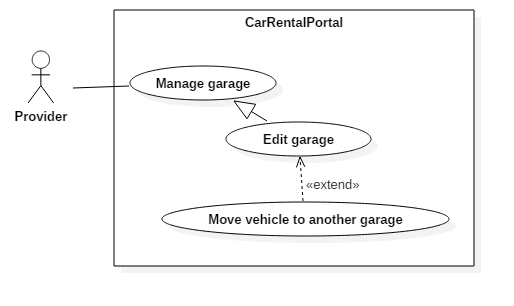 CarRentalPortal
Manage garage
Provider
Edit garage
«extend»
Move vehicle to another garage